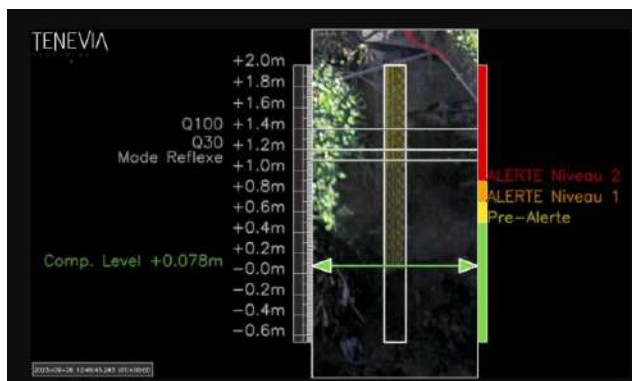 TENEVIA
+2.0m
+1.8m
+1.6m
Q100 +1.4m
Q30 +1.2m
Mode Reflexe +1.0m
ALERTE Niveau 2
+0.8m
ALERTE Niveau 1
+0.6m
Pre-Alerte
+0.4m
+0.2m
Comp. Level +0.078m
-0.0m
-0.2m
-0.4m
-0.6m